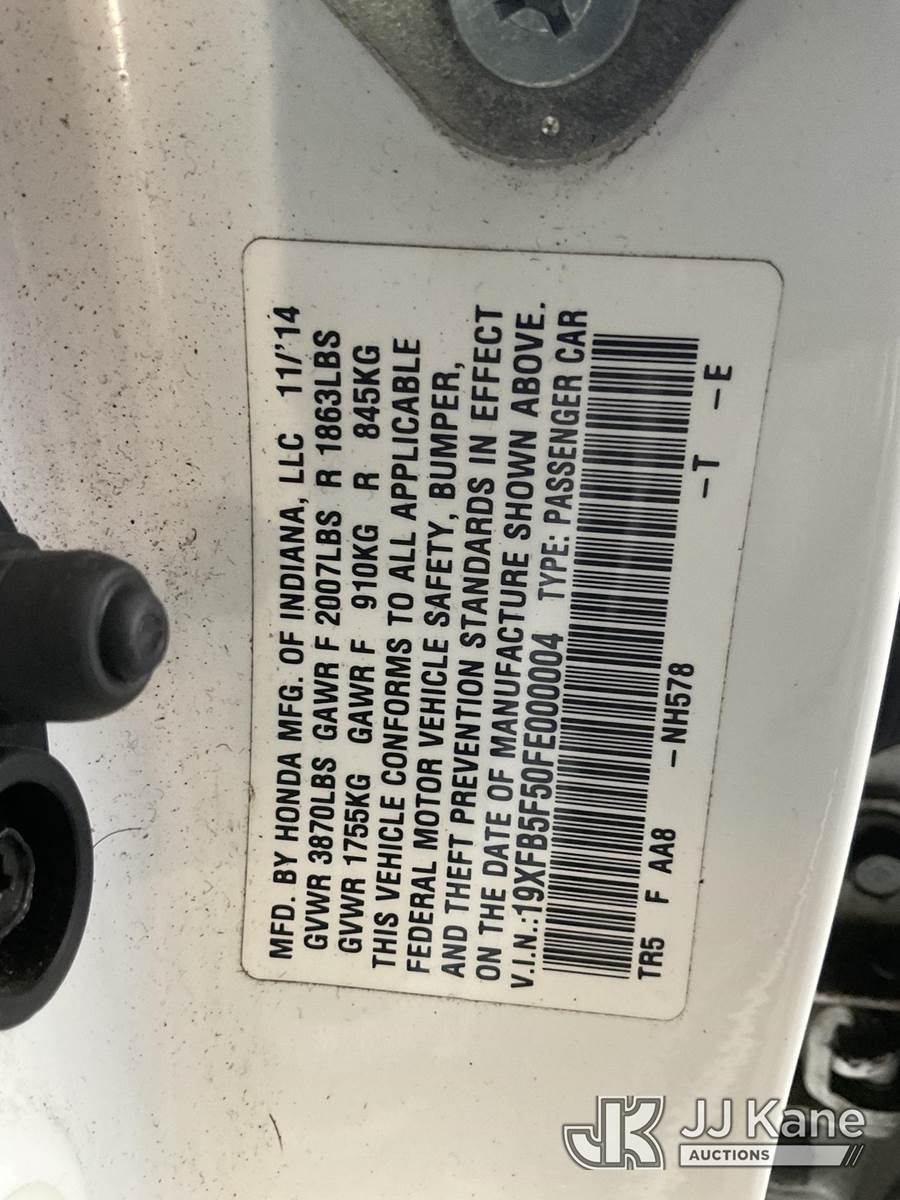 MFD. BY HONDA MFG. OF INDIANA, LLC 11/'14
GVWR 3870LBS GAWR F 2007LBS R 1863LBS
GVWR 1755KG GAWR F 910KG R 845KG
THIS VEHICLE CONFORMS TO ALL APPLICABLE
FEDERAL MOTOR VEHICLE SAFETY, BUMPER,
AND THEFT PREVENTION STANDARDS IN EFFECT
ON THE DATE OF MANUFACTURE SHOWN ABOVE.
V.I.N.:19XFB5F50FE000004 TYPE: PASSENGER CAR
TR5 F AA8 -NH578 -T -E
JK JJ Kane
AUCTIONS